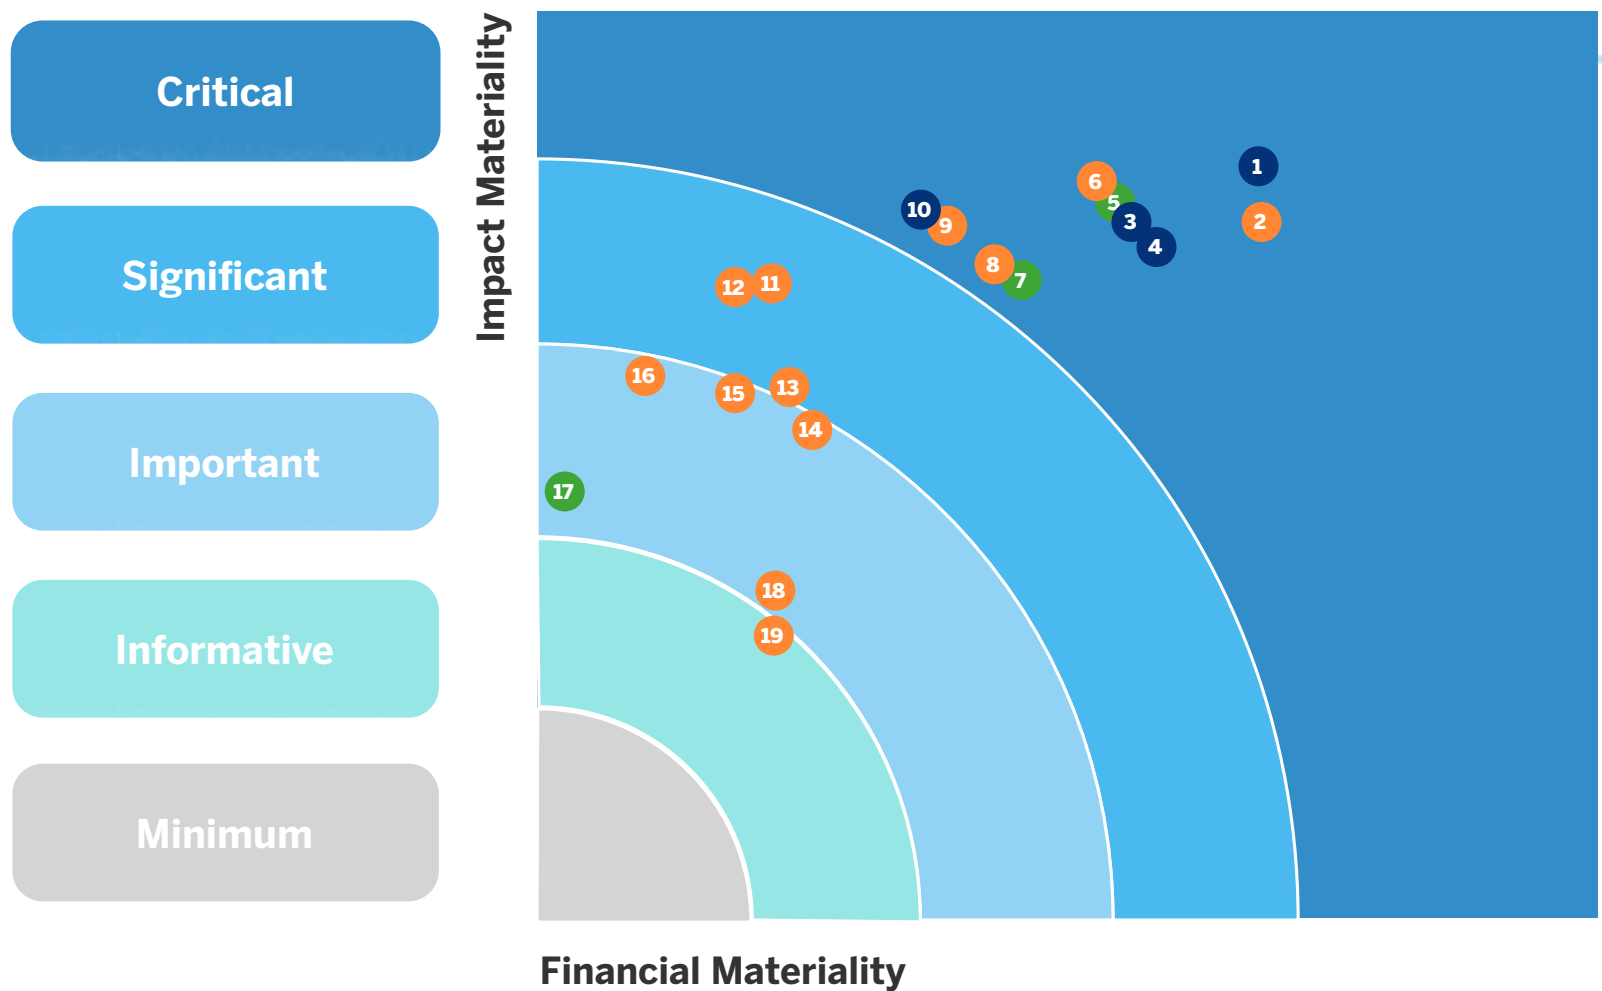 Critical
Significant
Important
Informative
Minimum
Impact Materiality
1
6
5
2
3
10
9
4
8
7
12
11
16
15
13
14
17
18
19
Financial Materiality